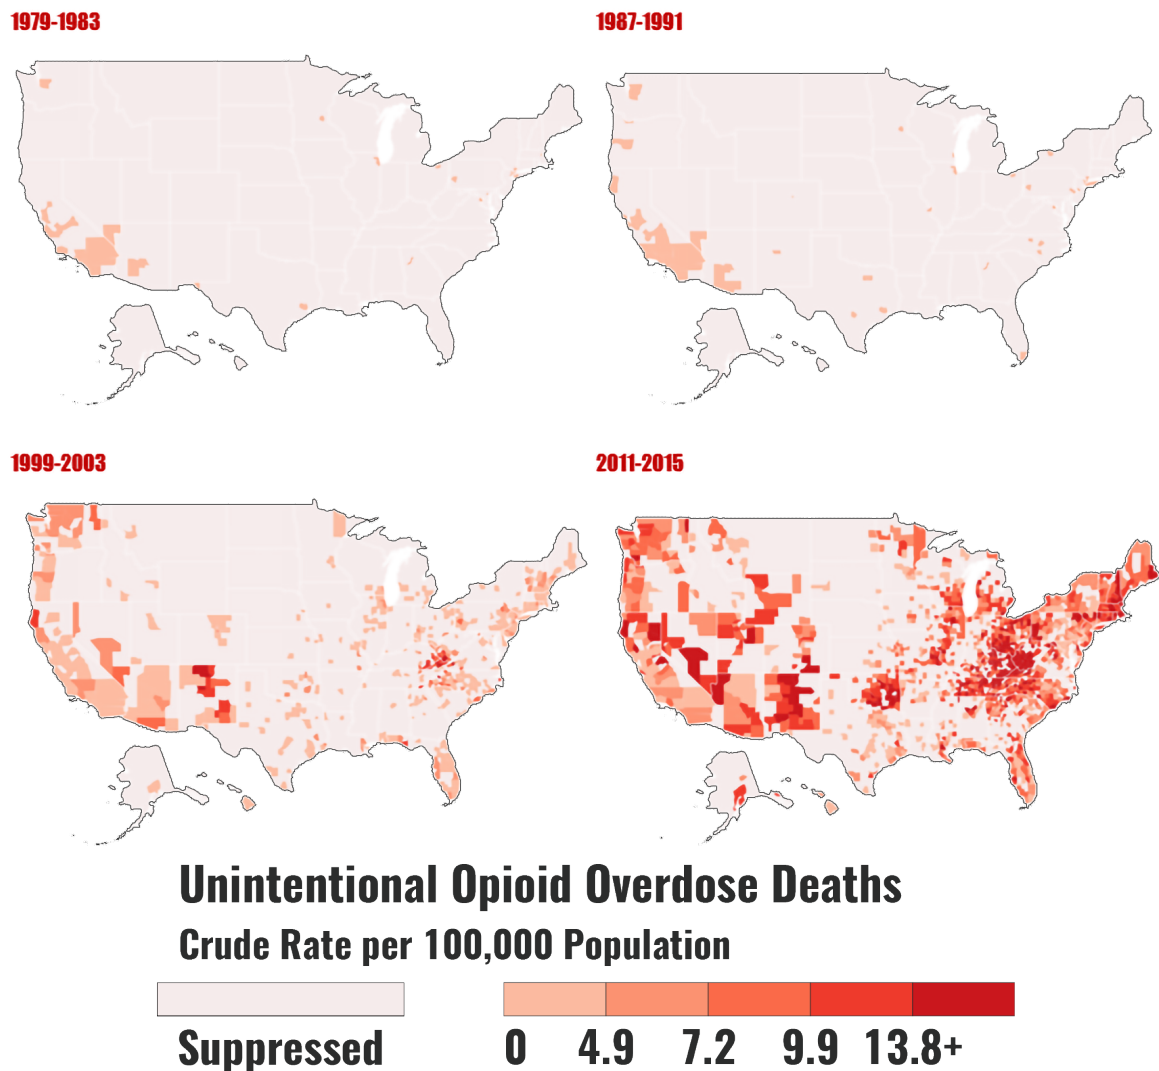 1979-1983
1987-1991
1999-2003
2011-2015
Unintentional Opioid Overdose Deaths
Crude Rate per 100,000 Population
Suppressed
0 4.9 7.2 9.9 13.8+